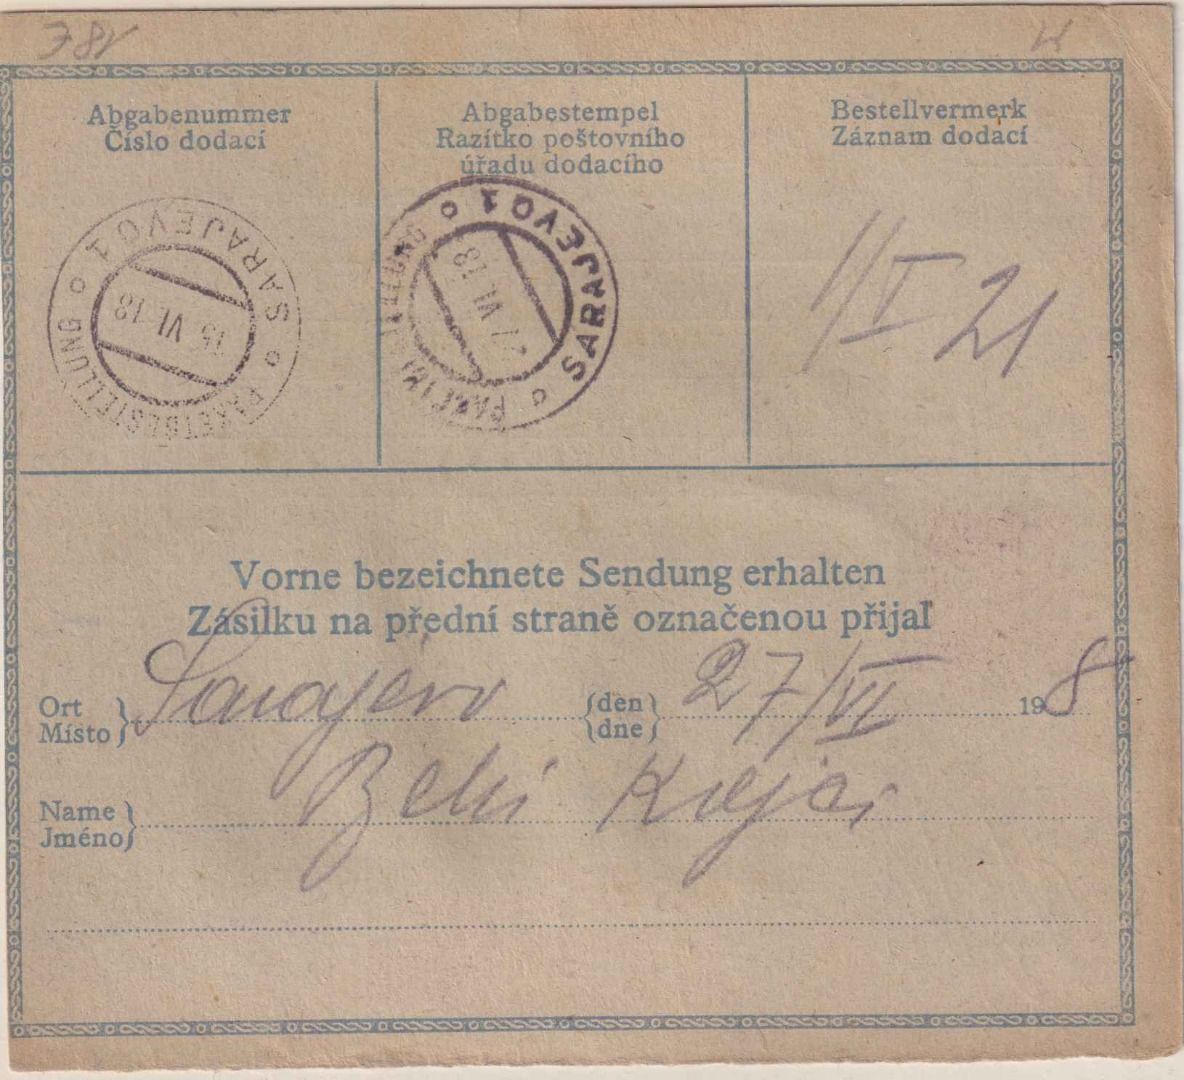 Abgabenummer
Číslo dodací
Abgabestempel
Razítko poštovního
úřadu dodacího
Bestellvermerk
Záznam dodací
SARAJEVO 1
PAKETBESTELLUNG
15 VI 18
SARAJEVO 1
27 VI 18
I 21
Vorne bezeichnete Sendung erhalten
Zásilku na přední straně označenou přijal
Ort
Místo
Sarajevo
den
dne
27/VI 198
Name
Jméno